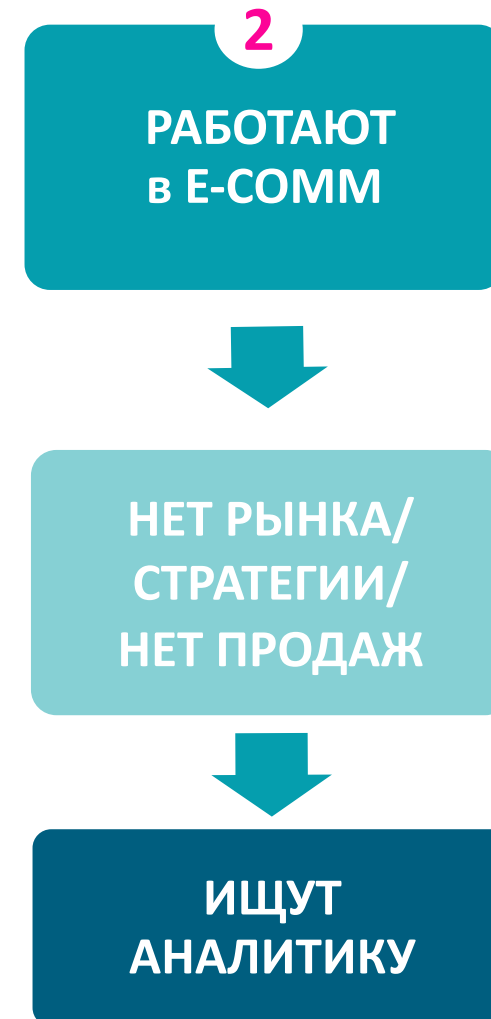 2
РАБОТАЮТ
в E-COMM
НЕТ РЫНКА/
СТРАТЕГИИ/
НЕТ ПРОДАЖ
ИЩУТ
АНАЛИТИКУ